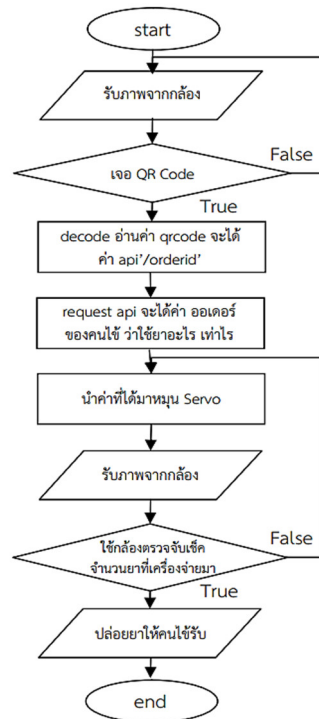 start
รับภาพจากกล้อง
เจอ QR Code
False
True
decode อ่านค่า qrcode จะได้
ค่า api'/orderid'
request api จะได้ค่า ออเดอร์
ของคนไข้ ว่าใช้ยาอะไร เท่าไร
นำค่าที่ได้มาหมุน Servo
รับภาพจากกล้อง
ใช้กล้องตรวจจับเช็ค
จำนวนยาที่เครื่องจ่ายมา
False
True
ปล่อยยาให้คนไข้รับ
end